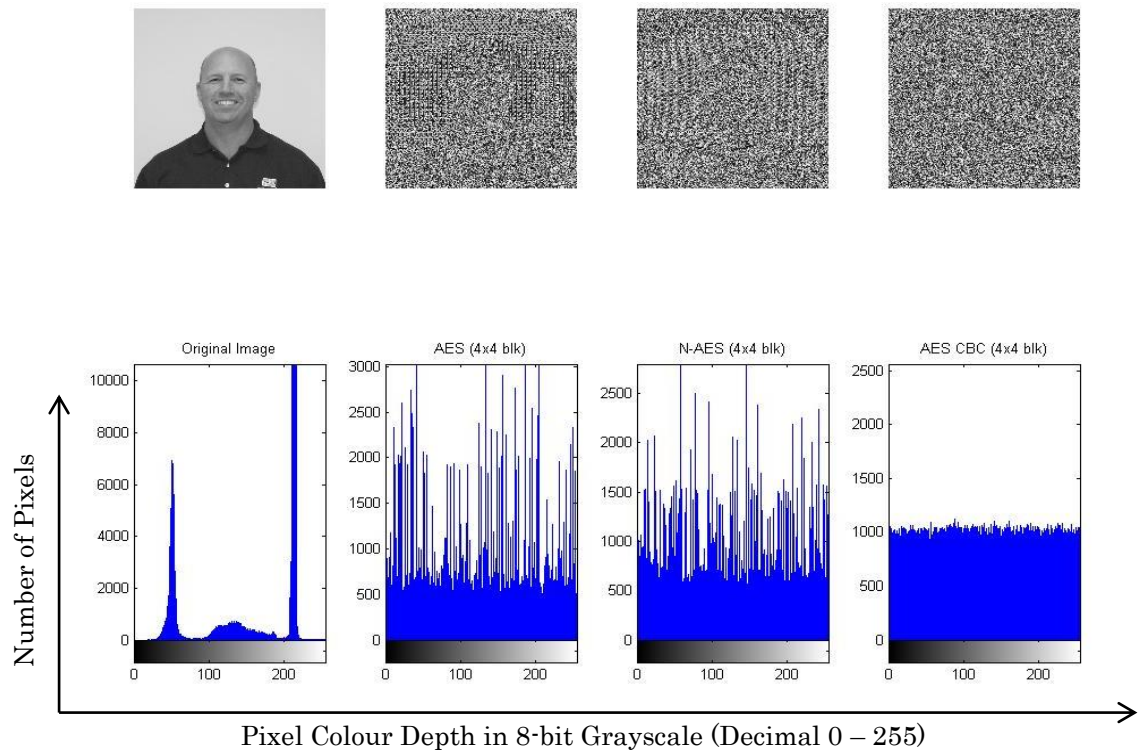 Original Image
AES (4x4 blk)
N-AES (4x4 blk)
AES CBC (4x4 blk)
Number of Pixels
10000
8000
6000
4000
2000
0
0 100 200
3000
2500
2000
1500
1000
500
0
0 100 200
2500
2000
1500
1000
500
0
0 100 200
2500
2000
1500
1000
500
0
0 100 200
Pixel Colour Depth in 8-bit Grayscale (Decimal 0 – 255)